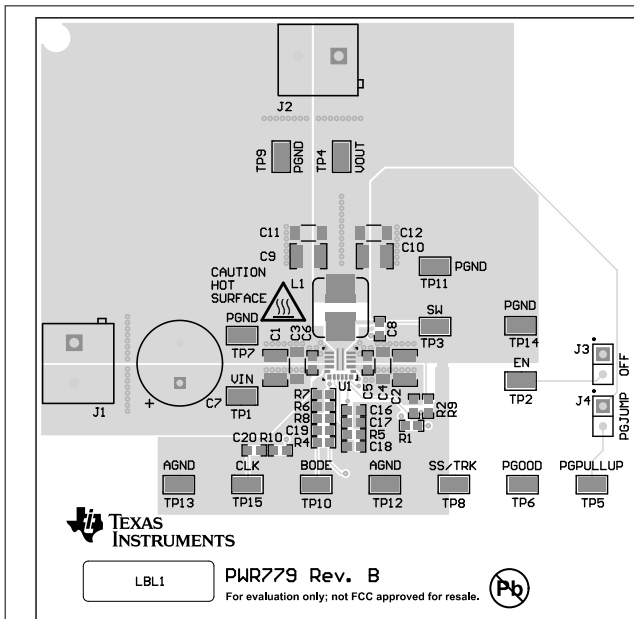 J2
TP9
PGND
TP4
VOUT
C11
C12
C9
C10
CAUTION
HOT
SURFACE
L1
PGND
TP11
PGND
TP7
C1
C3
C6
C8
SW
TP3
PGND
TP14
J3
OFF
J1
+
C7
VIN
TP1
U1
C5
C4
C2
EN
TP2
J4
PGJUMP
R7
R6
R8
C19
R4
C16
C17
R5
C18
R2
R9
R1
C20
R10
AGND
CLK
BODE
AGND
SS/TRK
PGOOD
PGPULLUP
TP13
TP15
TP10
TP12
TP8
TP6
TP5
TEXAS
INSTRUMENTS
LBL1
PWR779 Rev. B
For evaluation only; not FCC approved for resale.
Pb